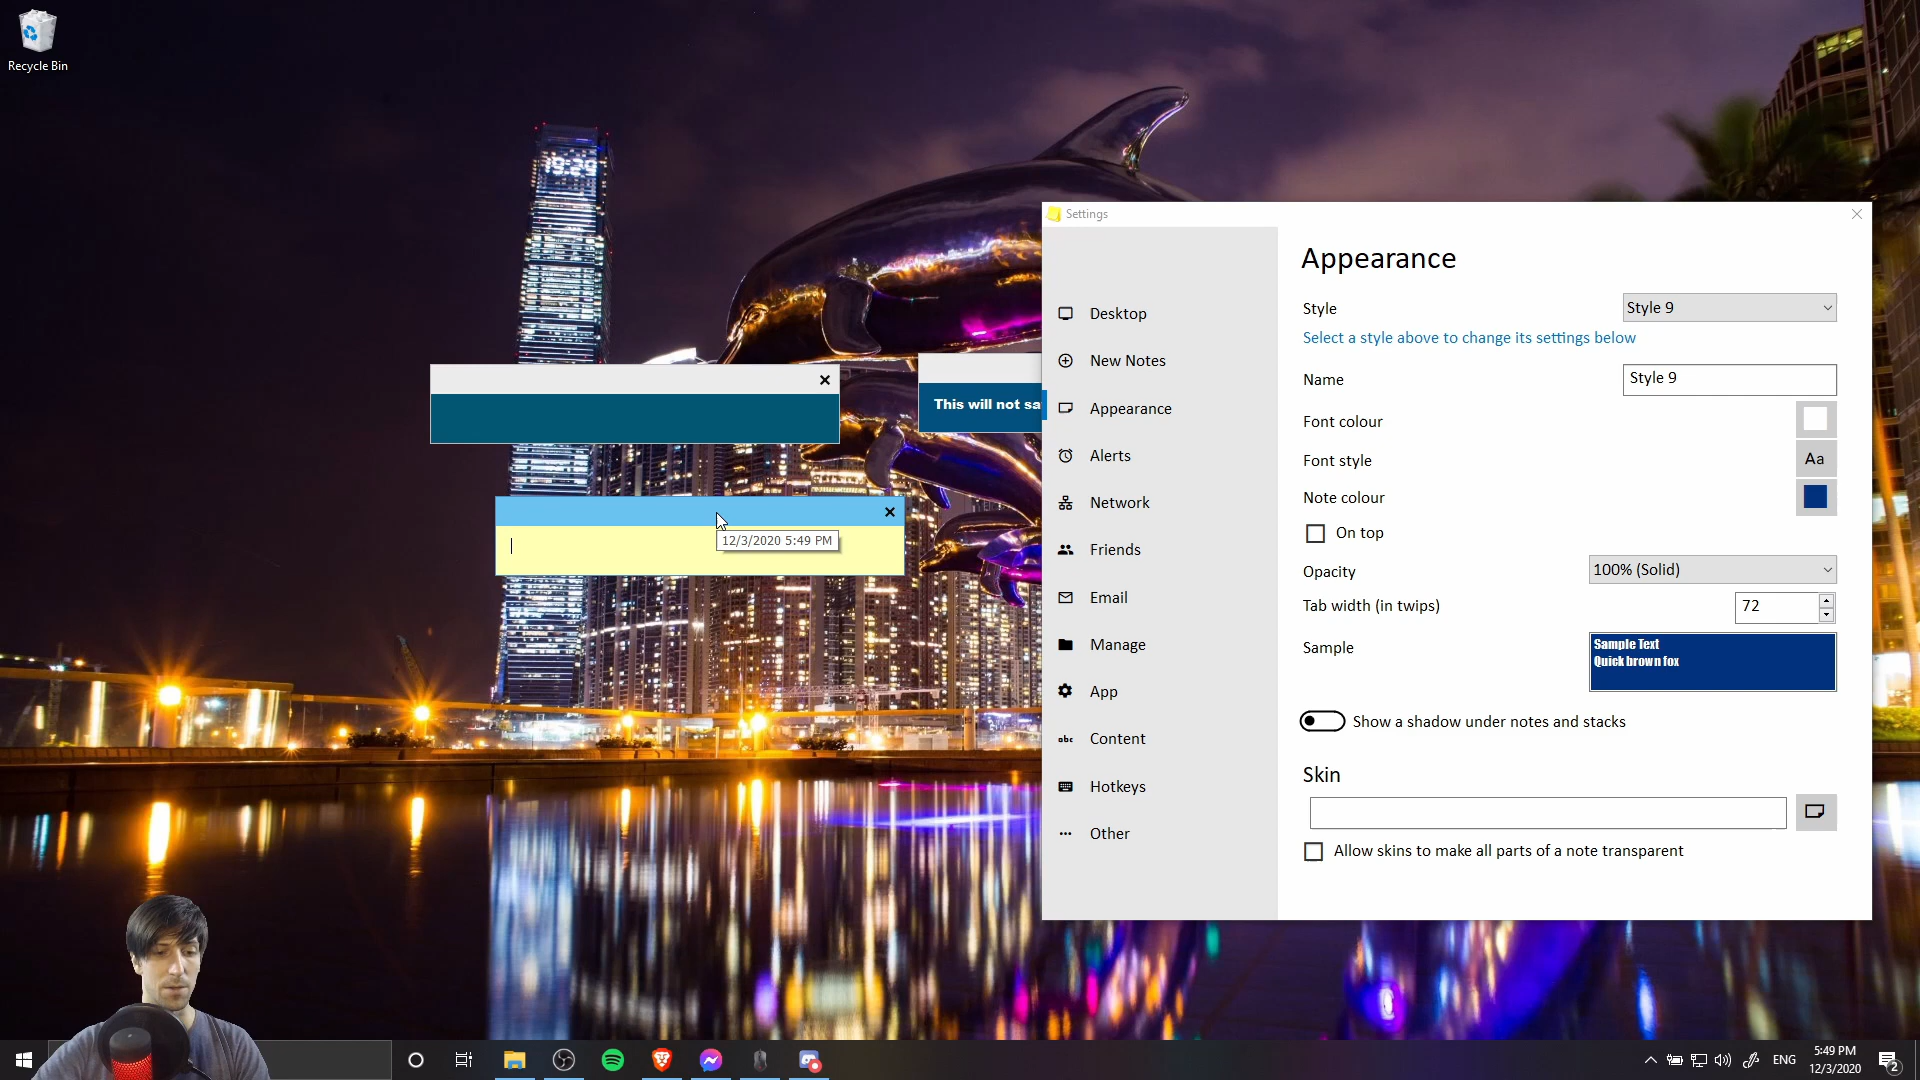 Recycle Bin
19:29
Settings
Appearance
Desktop
New Notes
Appearance
Alerts
Network
Friends
Email
Manage
App
abc Content
Hotkeys
Other
Style
Style 9
Select a style above to change its settings below
Name
Style 9
Font colour
Font style
Aa
Note colour
On top
Opacity
100% (Solid)
Tab width (in twips)
72
Sample
Sample Text
Quick brown fox
Show a shadow under notes and stacks
Skin
Allow skins to make all parts of a note transparent
This will not sa
12/3/2020 5:49 PM
ENG
5:49 PM
12/3/2020
2